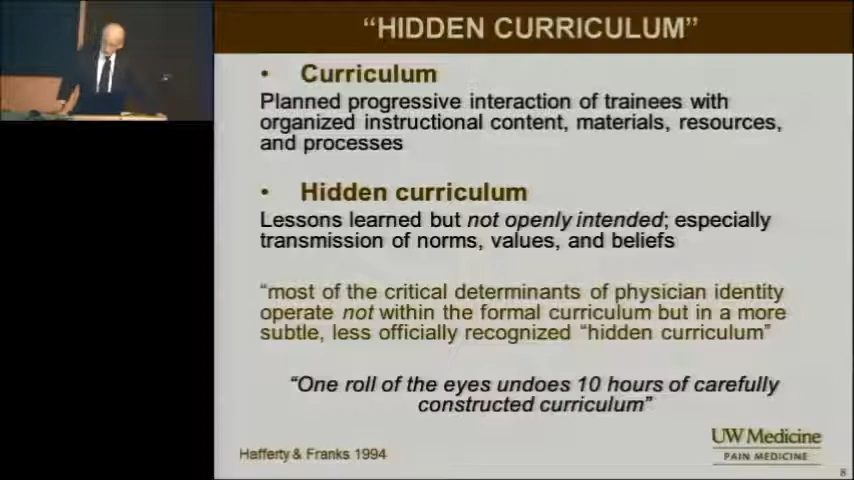 “HIDDEN CURRICULUM”
• Curriculum
Planned progressive interaction of trainees with
organized instructional content, materials, resources,
and processes
• Hidden curriculum
Lessons learned but not openly intended; especially
transmission of norms, values, and beliefs
“most of the critical determinants of physician identity
operate not within the formal curriculum but in a more
subtle, less officially recognized “hidden curriculum”
“One roll of the eyes undoes 10 hours of carefully
constructed curriculum”
Hafferty & Franks 1994
UW Medicine
PAIN MEDICINE
8